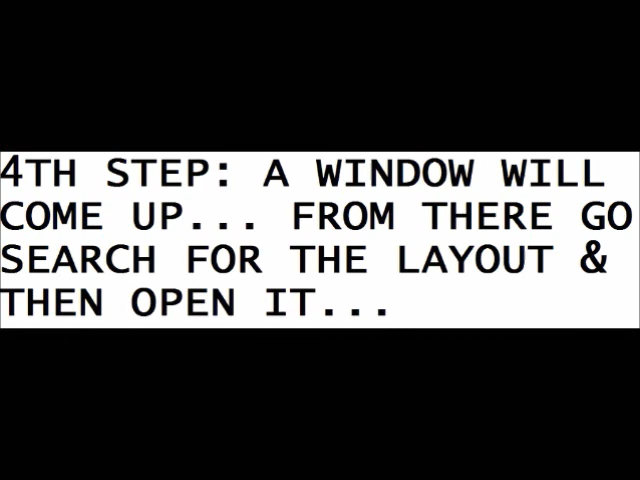 4TH STEP: A WINDOW WILL
COME UP... FROM THERE GO
SEARCH FOR THE LAYOUT &
THEN OPEN IT...